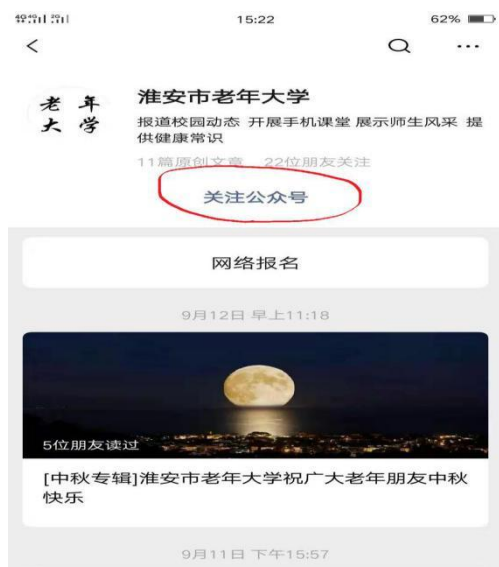 15:22
62%
老年
大学
淮安市老年大学
报道校园动态 开展手机课堂 展示师生风采 提
供健康常识
11篇原创文章 22位朋友关注
关注公众号
网络报名
9月12日 早上11:18
5位朋友读过
[中秋专辑]淮安市老年大学祝广大老年朋友中秋
快乐
9月11日 下午15:57